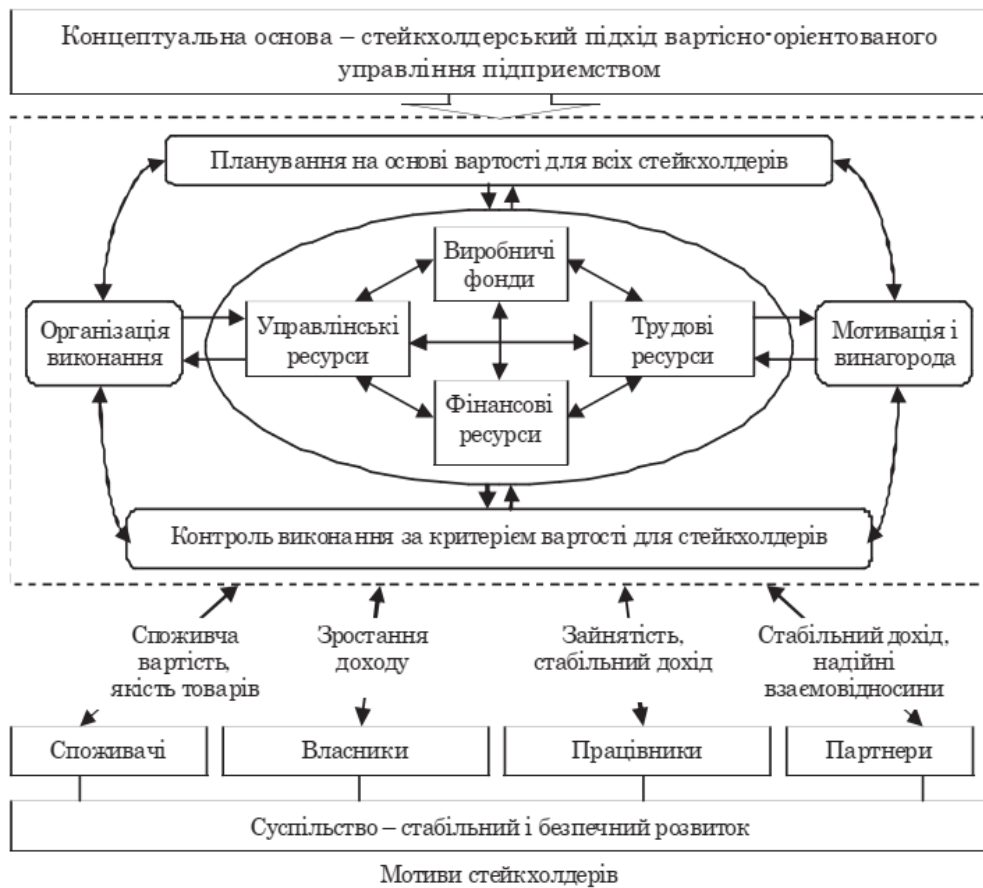 Концептуальна основа – стейкхолдерський підхід вартісно-орієнтованого
управління підприємством
Планування на основі вартості для всіх стейкхолдерів
Виробничі
фонди
Організація
виконання
Управлінські
ресурси
Трудові
ресурси
Мотивація і
винагорода
Фінансові
ресурси
Контроль виконання за критерієм вартості для стейкхолдерів
Споживча
вартість,
якість товарів
Зростання
доходу
Зайнятість,
стабільний дохід
Стабільний дохід,
надійні
взаємовідносини
Споживачі
Власники
Працівники
Партнери
Суспільство – стабільний і безпечний розвиток
Мотиви стейкхолдерів